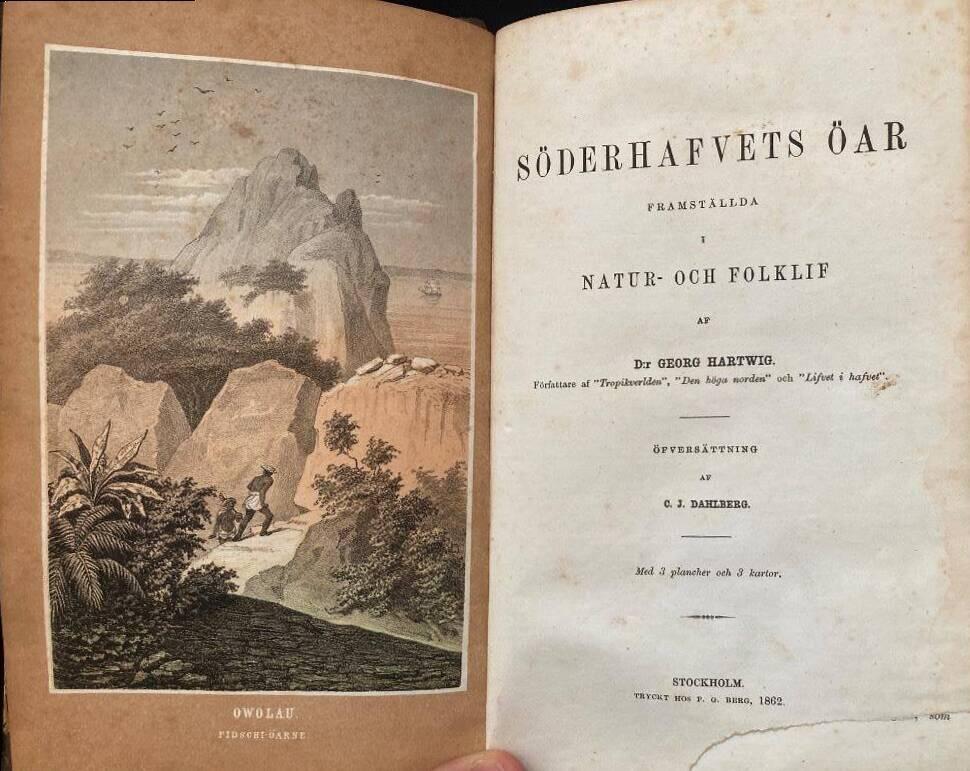 OWOLAU.
FIDSCHI-ÖARNE
SÖDERHAFVETS ÖAR
FRAMSTÄLLDA
I
NATUR- OCH FOLKLIF
AF
D:r GEORG HARTWIG.
Författare af "Tropikverlden", "Den höga norden" och "Lifvet i hafvet".
ÖFVERSÄTTNING
AF
C. J. DAHLBERG.
Med 3 plancher och 3 kartor.
STOCKHOLM.
TRYCKT HOS P. G. BERG, 1862.
som